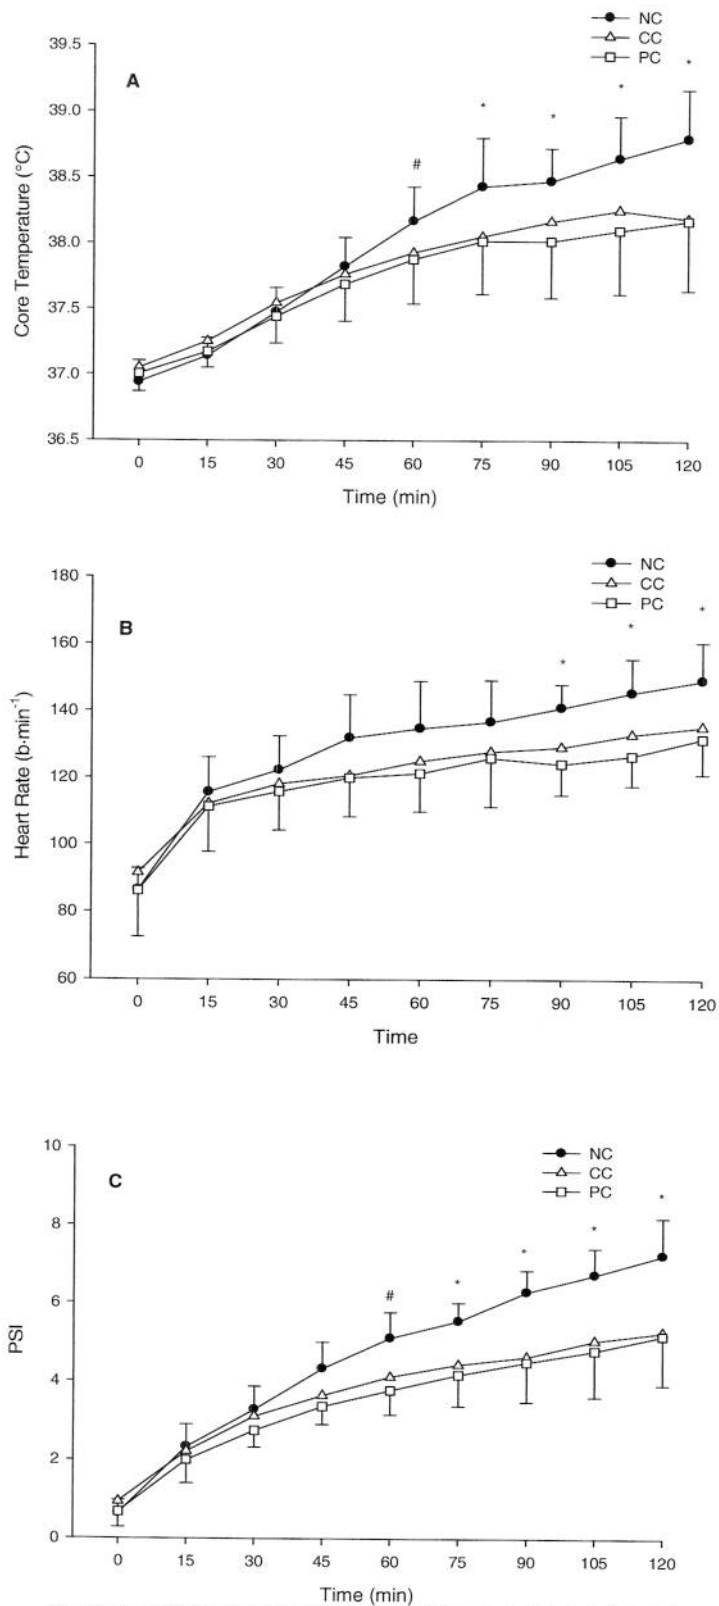 NC
CC
PC
A
Core Temperature (°C)
39.5
39.0
38.5
38.0
37.5
37.0
36.5
#
*
*
*
*
0 15 30 45 60 75 90 105 120
Time (min)
NC
CC
PC
B
Heart Rate (b·min⁻¹)
180
160
140
120
100
80
60
*
*
*
0 15 30 45 60 75 90 105 120
Time
NC
CC
PC
C
PSI
10
8
6
4
2
0
#
*
*
*
*
0 15 30 45 60 75 90 105 120
Time (min)